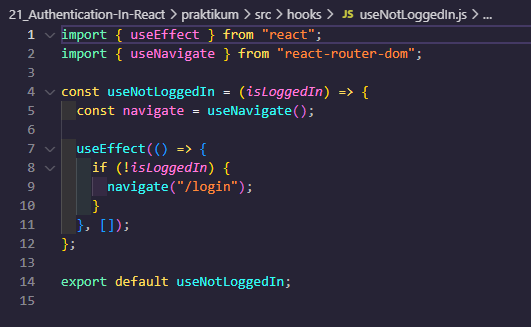 21_Authentication-In-React > praktikum > src > hooks > JS useNotLoggedIn.js > ...
1 import { useEffect } from "react";
2 import { useNavigate } from "react-router-dom";
3
4 const useNotLoggedIn = (isLoggedIn) => {
5 const navigate = useNavigate();
6
7 useEffect(() => {
8 if (!isLoggedIn) {
9 navigate("/login");
10 }
11 }, []);
12 };
13
14 export default useNotLoggedIn;
15